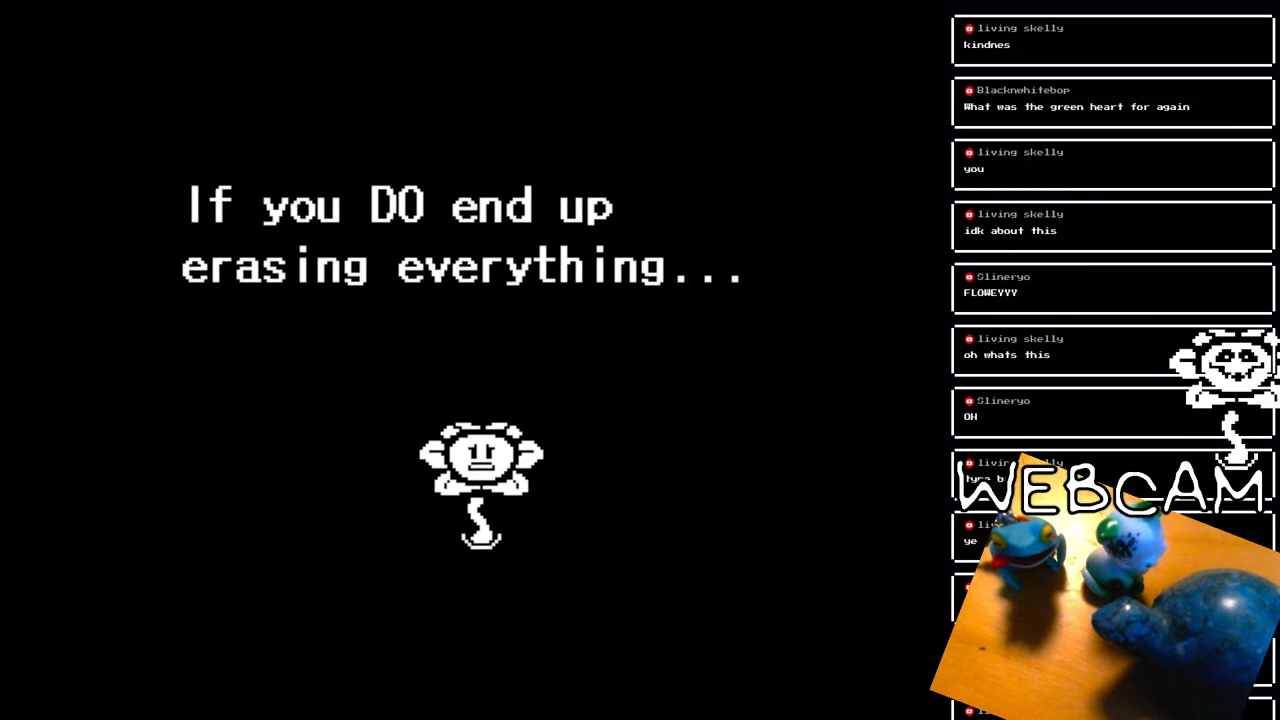 If you DO end up
erasing everything...
living skelly
kindnes
Blacknwhitebop
What was the green heart for again
living skelly
you
living skelly
idk about this
Slineryo
FLOWEYYY
living skelly
oh whats this
Slineryo
OH
WEBCAM
ye